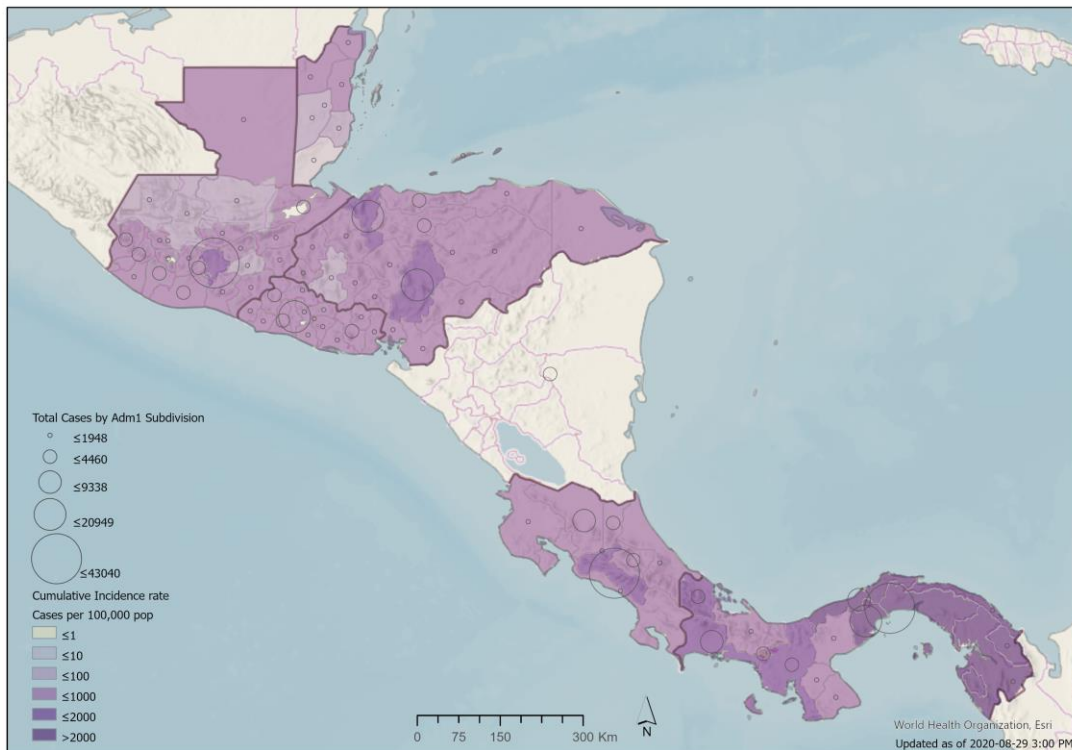 Total Cases by Adm1 Subdivision
≤1948
≤4460
≤9338
≤20949
≤43040
Cumulative Incidence rate
Cases per 100,000 pop
≤1
≤10
≤100
≤1000
≤2000
>2000
0 75 150 300 Km
N
World Health Organization, Esri
Updated as of 2020-08-29 3:00 PM